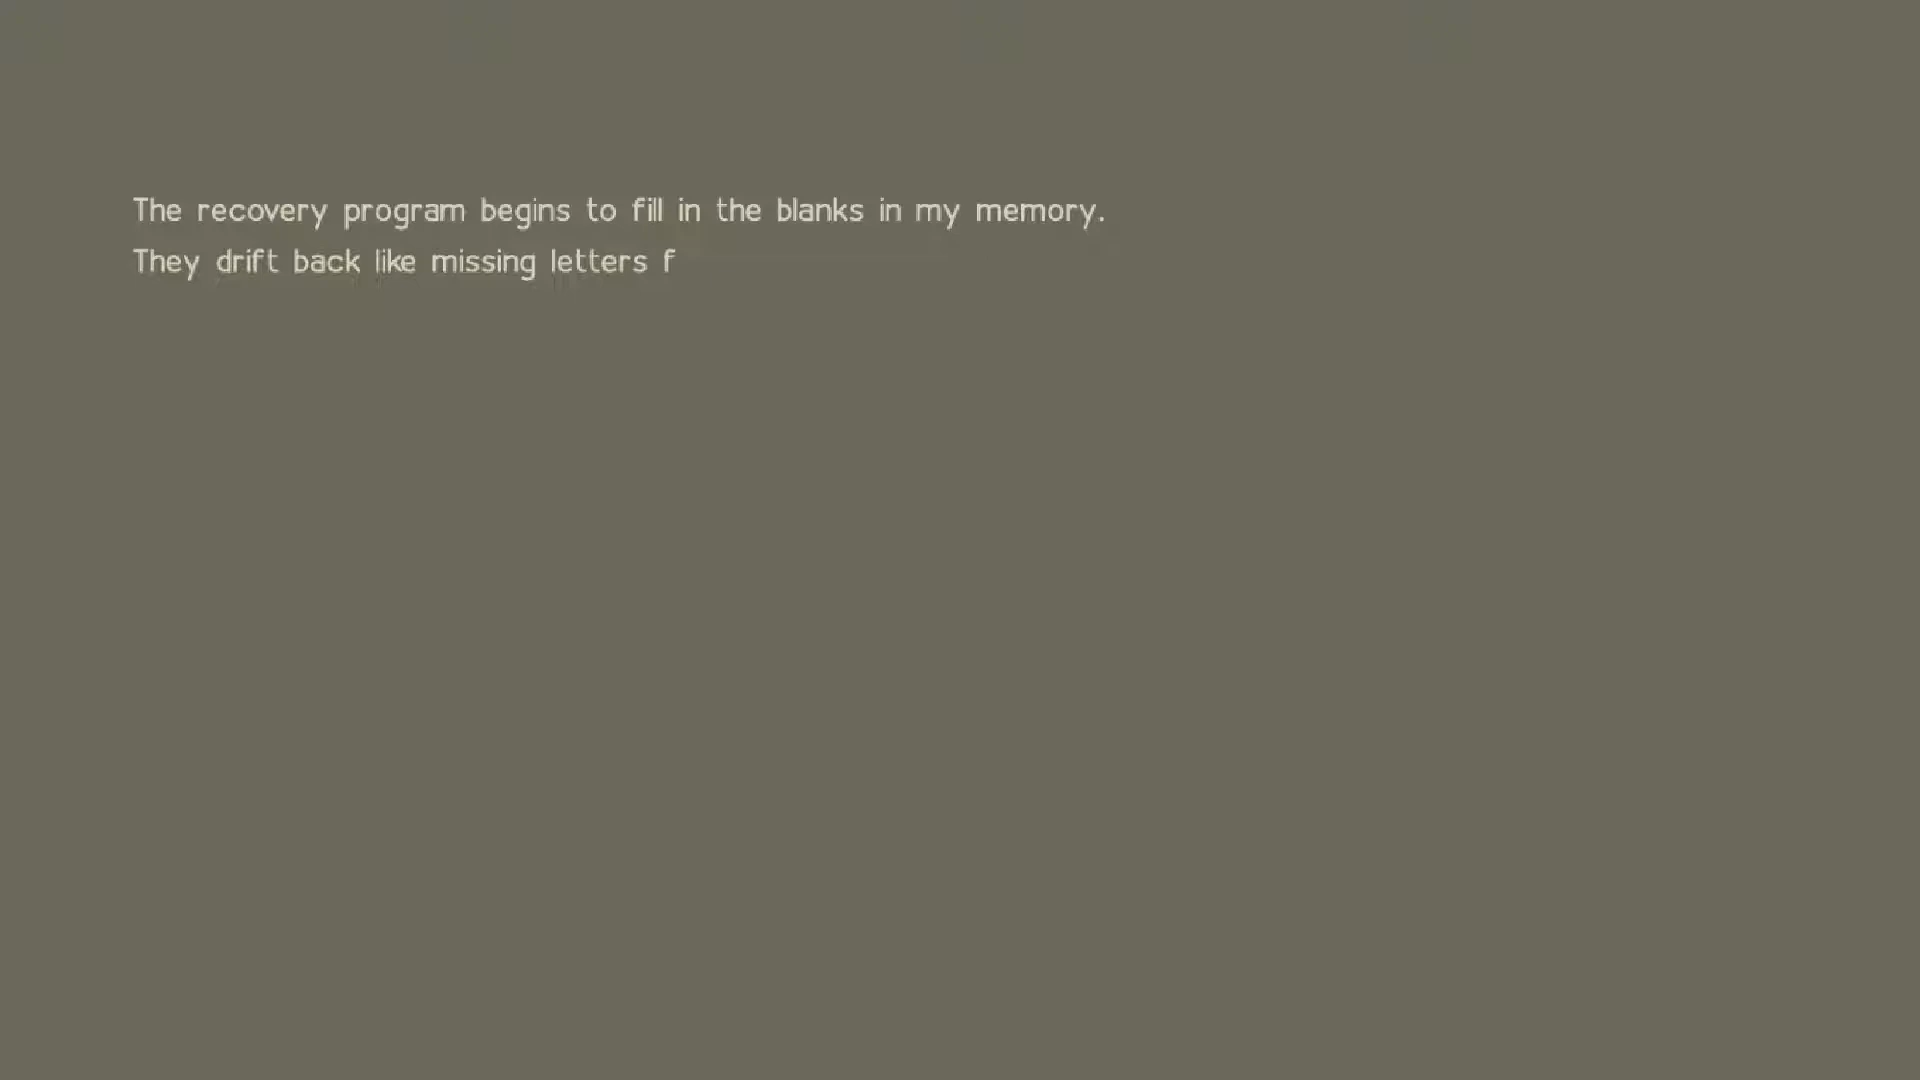 The recovery program begins to fill in the blanks in my memory.
They drift back like missing letters f